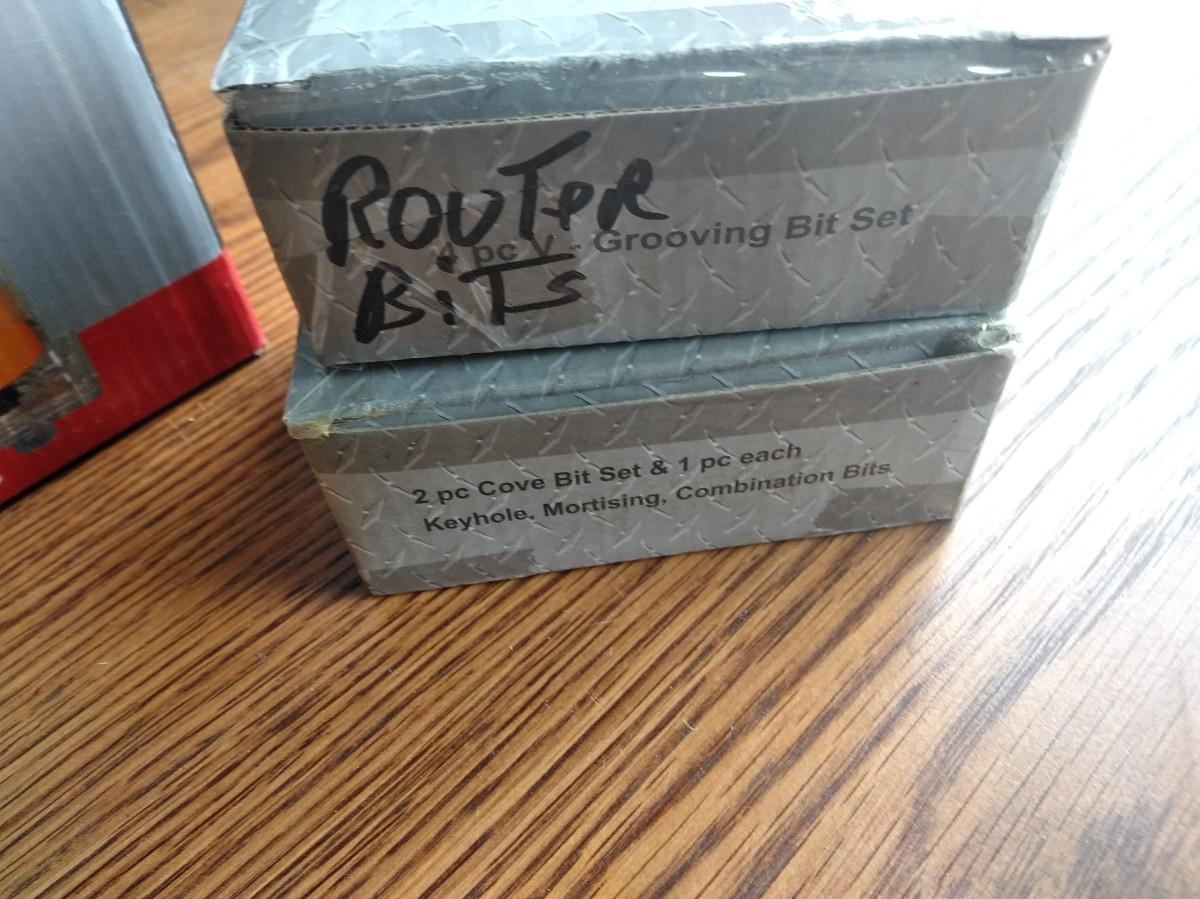 ROUTER
4 pc V - Grooving Bit Set
BiTS
2 pc Cove Bit Set & 1 pc each
Keyhole, Mortising, Combination Bits